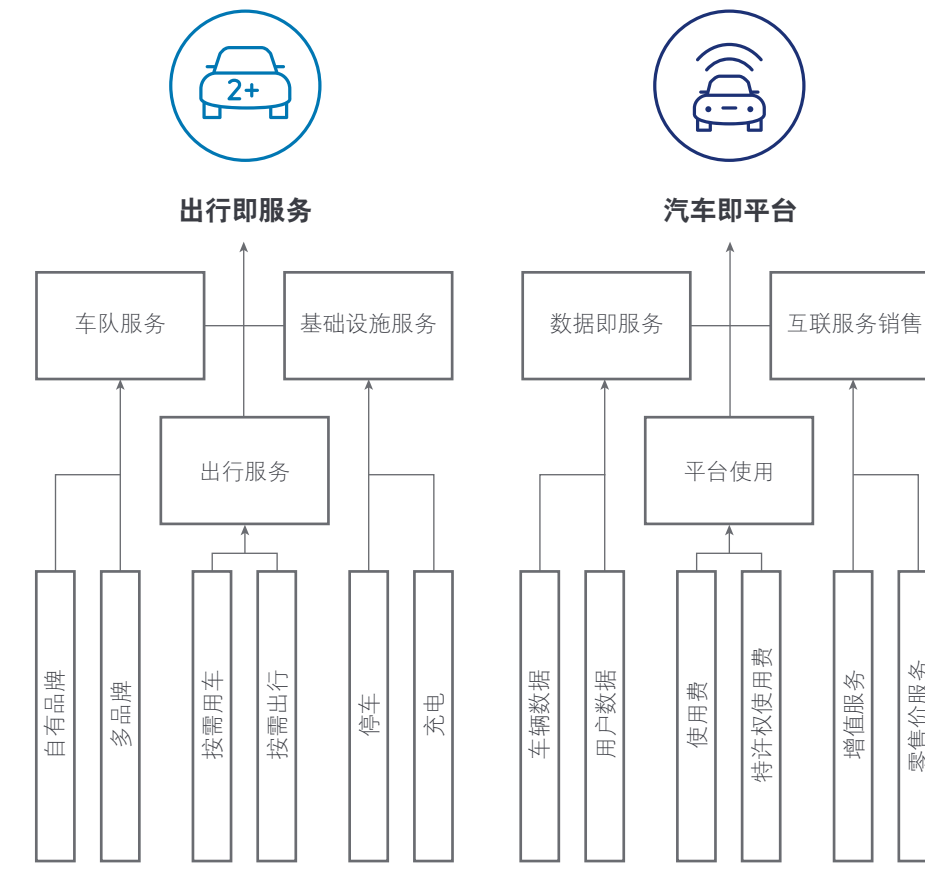 2+
出行即服务
汽车即平台
车队服务
基础设施服务
数据即服务
互联服务销售
出行服务
平台使用
自有品牌
多品牌
按需用车
按需出行
停车
充电
车辆数据
用户数据
使用费
特许权使用费
增值服务
零售价服务